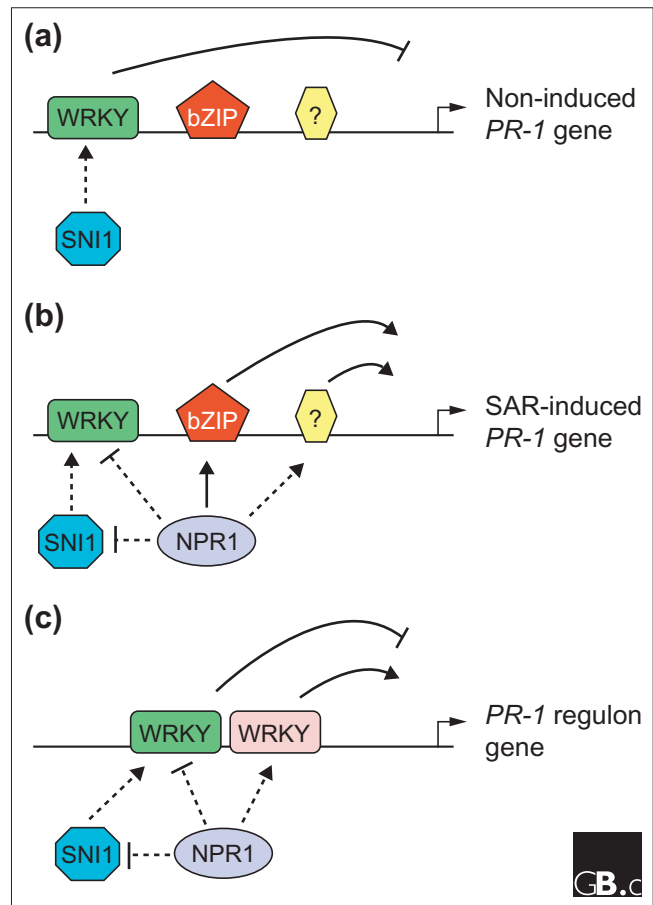 (a)
WRKY bZIP ? Non-induced
PR-1 gene
SNI1
(b)
WRKY bZIP ? SAR-induced
PR-1 gene
SNI1 NPR1
(c)
WRKY WRKY PR-1 regulon
gene
SNI1 NPR1
GB.c